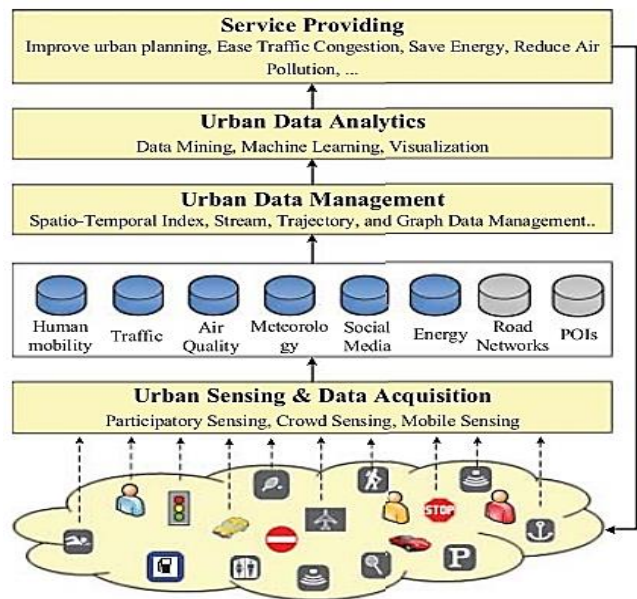 Service Providing
Improve urban planning, Ease Traffic Congestion, Save Energy, Reduce Air
Pollution, ...
Urban Data Analytics
Data Mining, Machine Learning, Visualization
Urban Data Management
Spatio-Temporal Index, Stream, Trajectory, and Graph Data Management..
Human
mobility
Traffic
Air
Quality
Meteorolo
gy
Social
Media
Energy
Road
Networks
POIs
Urban Sensing & Data Acquisition
Participatory Sensing, Crowd Sensing, Mobile Sensing
STOP
P